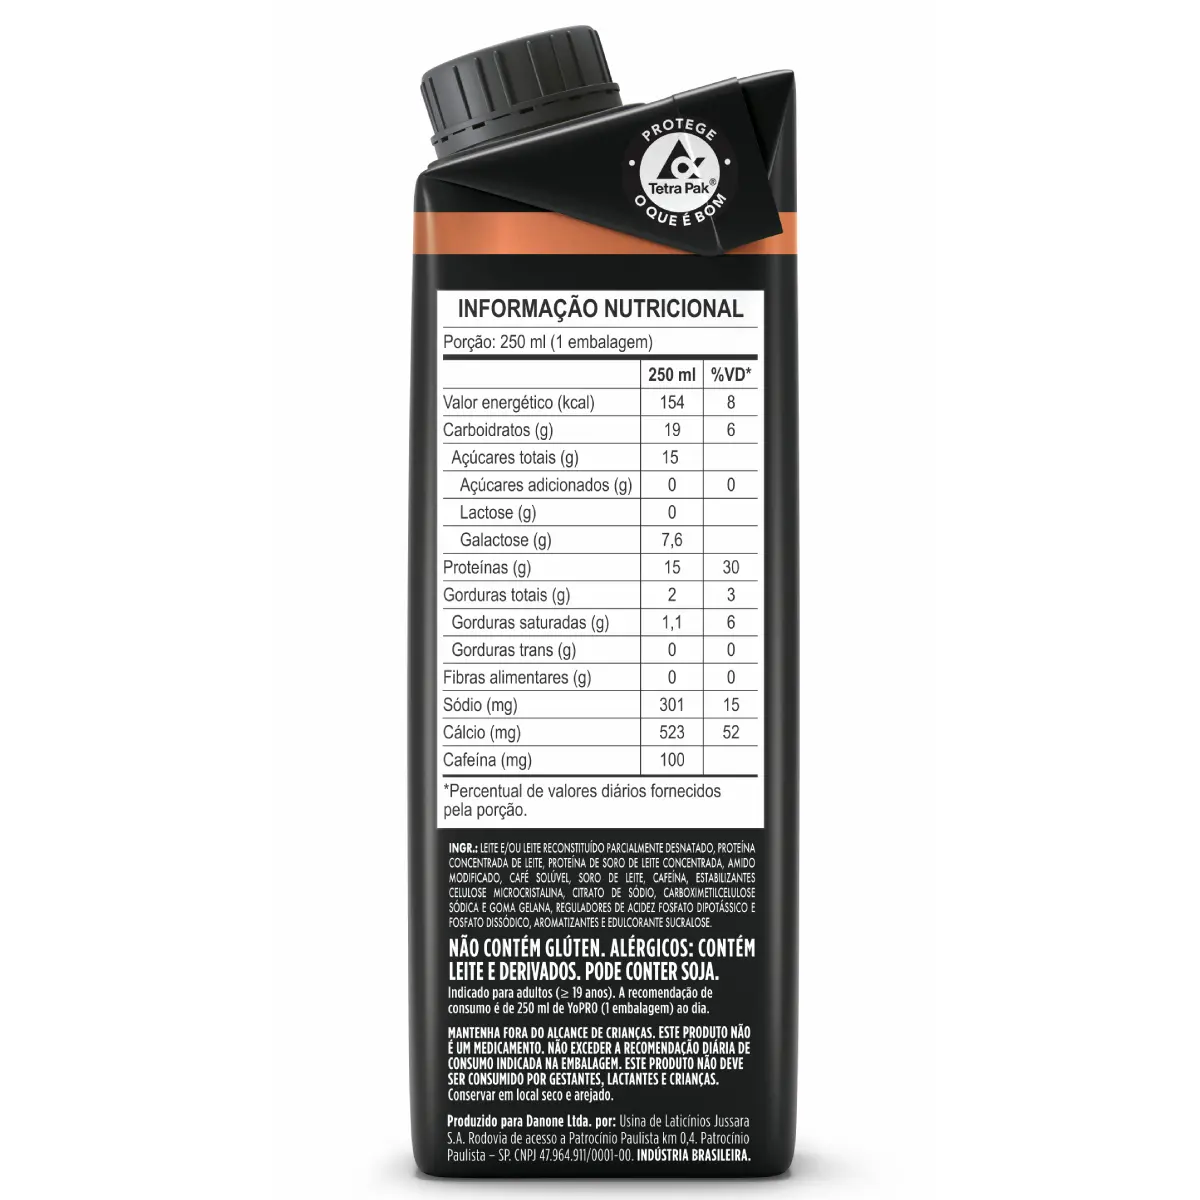 PROTEGE
Tetra Pak®
O QUE É BOM
INFORMAÇÃO NUTRICIONAL
Porção: 250 ml (1 embalagem)
250 ml %VD*
Valor energético (kcal) 154 8
Carboidratos (g) 19 6
Açúcares totais (g) 15
Açúcares adicionados (g) 0 0
Lactose (g) 0
Galactose (g) 7,6
Proteínas (g) 15 30
Gorduras totais (g) 2 3
Gorduras saturadas (g) 1,1 6
Gorduras trans (g) 0 0
Fibras alimentares (g) 0 0
Sódio (mg) 301 15
Cálcio (mg) 523 52
Cafeína (mg) 100
*Percentual de valores diários fornecidos
pela porção.
INGR.: LEITE E/OU LEITE RECONSTITUÍDO PARCIALMENTE DESNATADO, PROTEÍNA
CONCENTRADA DE LEITE, PROTEÍNA DE SORO DE LEITE CONCENTRADA, AMIDO
MODIFICADO, CAFÉ SOLÚVEL, SORO DE LEITE, CAFEÍNA, ESTABILIZANTES
CELULOSE MICROCRISTALINA, CITRATO DE SÓDIO, CARBOXIMETILCELULOSE
SÓDICA E GOMA GELANA, REGULADORES DE ACIDEZ FOSFATO DIPOTÁSSICO E
FOSFATO DISSÓDICO, AROMATIZANTES E EDULCORANTE SUCRALOSE.
NÃO CONTÉM GLÚTEN. ALÉRGICOS: CONTÉM
LEITE E DERIVADOS. PODE CONTER SOJA.
Indicado para adultos (≥ 19 anos). A recomendação de
consumo é de 250 ml de YoPRO (1 embalagem) ao dia.
MANTENHA FORA DO ALCANCE DE CRIANÇAS. ESTE PRODUTO NÃO
É UM MEDICAMENTO. NÃO EXCEDER A RECOMENDAÇÃO DIÁRIA DE
CONSUMO INDICADA NA EMBALAGEM. ESTE PRODUTO NÃO DEVE
SER CONSUMIDO POR GESTANTES, LACTANTES E CRIANÇAS.
Conservar em local seco e arejado.
Produzido para Danone Ltda. por: Usina de Laticínios Jussara
S.A. Rodovia de acesso a Patrocínio Paulista km 0,4. Patrocínio
Paulista – SP. CNPJ 47.964.911/0001-00. INDÚSTRIA BRASILEIRA.